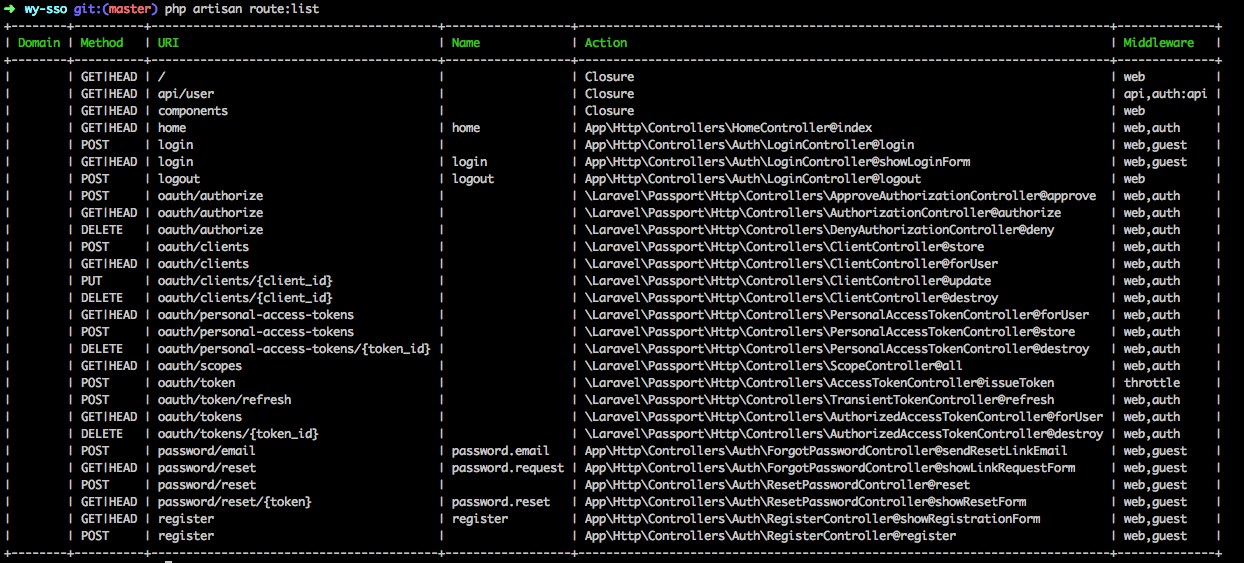 ➜ wy-sso git:(master) php artisan route:list
+--------+----------+-----------------------------------------+------------------+----------------------------------------------------------------------------+--------------+
| Domain | Method | URI | Name | Action | Middleware |
+--------+----------+-----------------------------------------+------------------+----------------------------------------------------------------------------+--------------+
| | GET|HEAD | / | | Closure | web |
| | GET|HEAD | api/user | | Closure | api,auth:api |
| | GET|HEAD | components | | Closure | web |
| | GET|HEAD | home | home | App\Http\Controllers\HomeController@index | web,auth |
| | POST | login | | App\Http\Controllers\Auth\LoginController@login | web,guest |
| | GET|HEAD | login | login | App\Http\Controllers\Auth\LoginController@showLoginForm | web,guest |
| | POST | logout | logout | App\Http\Controllers\Auth\LoginController@logout | web |
| | POST | oauth/authorize | | \Laravel\Passport\Http\Controllers\ApproveAuthorizationController@approve | web,auth |
| | GET|HEAD | oauth/authorize | | \Laravel\Passport\Http\Controllers\AuthorizationController@authorize | web,auth |
| | DELETE | oauth/authorize | | \Laravel\Passport\Http\Controllers\DenyAuthorizationController@deny | web,auth |
| | POST | oauth/clients | | \Laravel\Passport\Http\Controllers\ClientController@store | web,auth |
| | GET|HEAD | oauth/clients | | \Laravel\Passport\Http\Controllers\ClientController@forUser | web,auth |
| | PUT | oauth/clients/{client_id} | | \Laravel\Passport\Http\Controllers\ClientController@update | web,auth |
| | DELETE | oauth/clients/{client_id} | | \Laravel\Passport\Http\Controllers\ClientController@destroy | web,auth |
| | GET|HEAD | oauth/personal-access-tokens | | \Laravel\Passport\Http\Controllers\PersonalAccessTokenController@forUser | web,auth |
| | POST | oauth/personal-access-tokens | | \Laravel\Passport\Http\Controllers\PersonalAccessTokenController@store | web,auth |
| | DELETE | oauth/personal-access-tokens/{token_id} | | \Laravel\Passport\Http\Controllers\PersonalAccessTokenController@destroy | web,auth |
| | GET|HEAD | oauth/scopes | | \Laravel\Passport\Http\Controllers\ScopeController@all | web,auth |
| | POST | oauth/token | | \Laravel\Passport\Http\Controllers\AccessTokenController@issueToken | throttle |
| | POST | oauth/token/refresh | | \Laravel\Passport\Http\Controllers\TransientTokenController@refresh | web,auth |
| | GET|HEAD | oauth/tokens | | \Laravel\Passport\Http\Controllers\AuthorizedAccessTokenController@forUser | web,auth |
| | DELETE | oauth/tokens/{token_id} | | \Laravel\Passport\Http\Controllers\AuthorizedAccessTokenController@destroy | web,auth |
| | POST | password/email | password.email | App\Http\Controllers\Auth\ForgotPasswordController@sendResetLinkEmail | web,guest |
| | GET|HEAD | password/reset | password.request | App\Http\Controllers\Auth\ForgotPasswordController@showLinkRequestForm | web,guest |
| | POST | password/reset | | App\Http\Controllers\Auth\ResetPasswordController@reset | web,guest |
| | GET|HEAD | password/reset/{token} | password.reset | App\Http\Controllers\Auth\ResetPasswordController@showResetForm | web,guest |
| | GET|HEAD | register | register | App\Http\Controllers\Auth\RegisterController@showRegistrationForm | web,guest |
| | POST | register | | App\Http\Controllers\Auth\RegisterController@register | web,guest |
+--------+----------+-----------------------------------------+------------------+----------------------------------------------------------------------------+--------------+